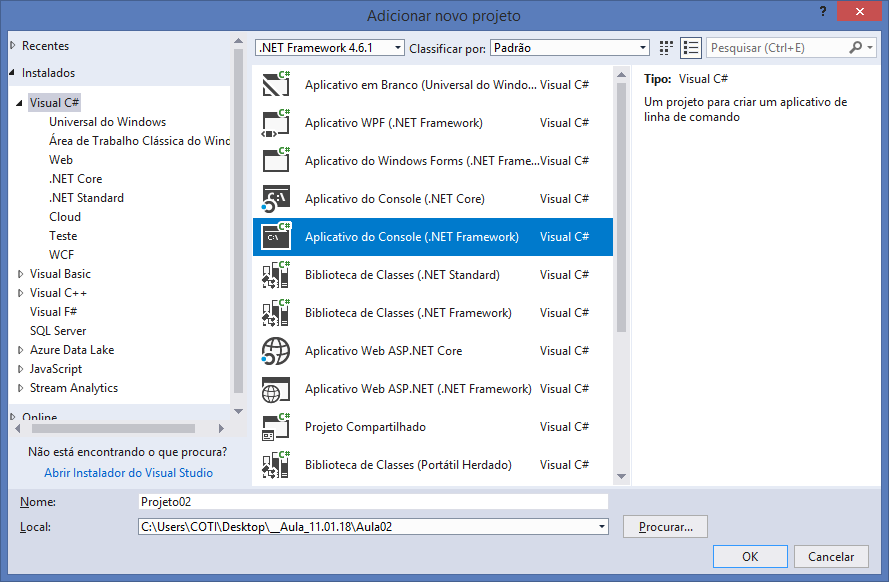 Adicionar novo projeto
?
Recentes
Instalados
Visual C#
Universal do Windows
Área de Trabalho Clássica do Wind
Web
.NET Core
.NET Standard
Cloud
Teste
WCF
Visual Basic
Visual C++
Visual F#
SQL Server
Azure Data Lake
JavaScript
Stream Analytics
Online
Não está encontrando o que procura?
Abrir Instalador do Visual Studio
.NET Framework 4.6.1
Classificar por:
Padrão
Pesquisar (Ctrl+E)
Aplicativo em Branco (Universal do Windo... Visual C#
Aplicativo WPF (.NET Framework) Visual C#
Aplicativo do Windows Forms (.NET Frame... Visual C#
Aplicativo do Console (.NET Core) Visual C#
Aplicativo do Console (.NET Framework) Visual C#
Biblioteca de Classes (.NET Standard) Visual C#
Biblioteca de Classes (.NET Framework) Visual C#
Aplicativo Web ASP.NET Core Visual C#
Aplicativo Web ASP.NET (.NET Framework) Visual C#
Projeto Compartilhado Visual C#
Biblioteca de Classes (Portátil Herdado) Visual C#
Tipo: Visual C#
Um projeto para criar um aplicativo de
linha de comando
Nome: Projeto02
Local: C:\Users\COTI\Desktop\__Aula_11.01.18\Aula02
Procurar...
OK
Cancelar